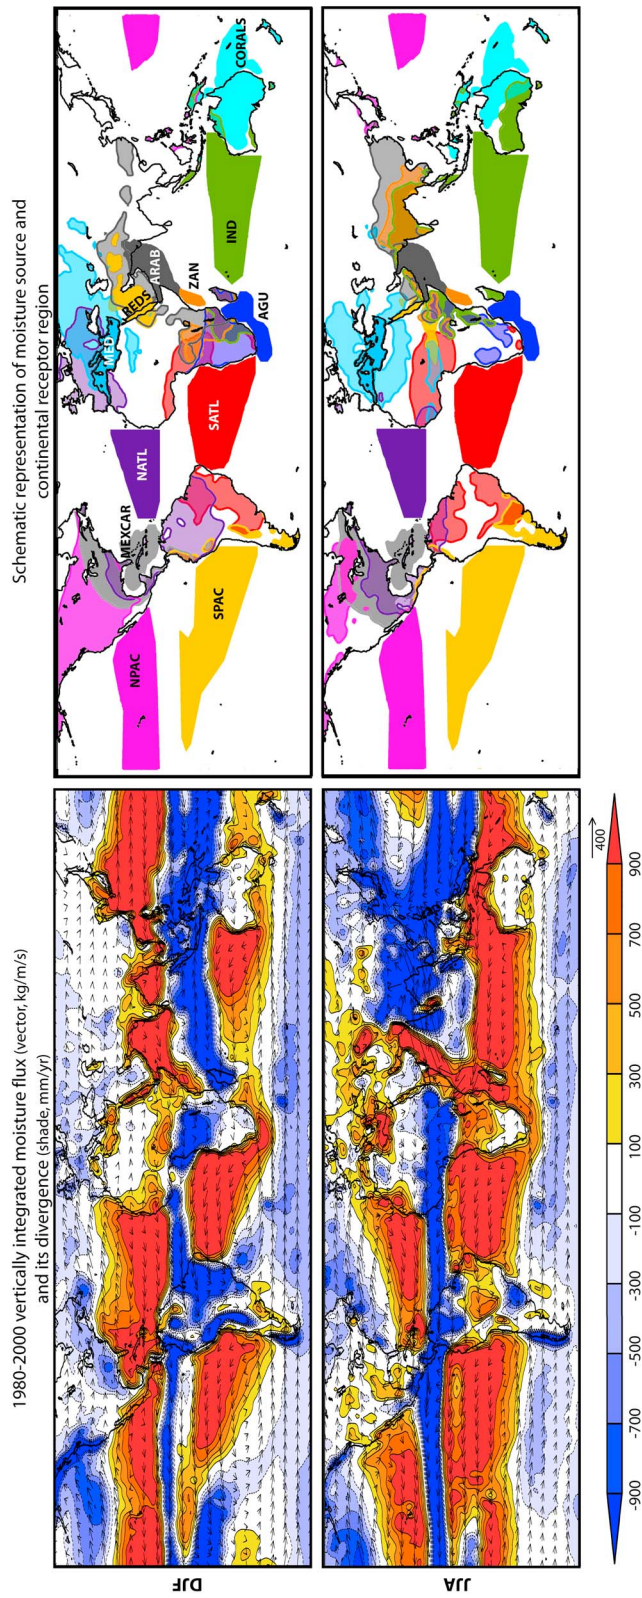 1980-2000 vertically integrated moisture flux (vector, kg/m/s)
and its divergence (shade, mm/yr)
Schematic representation of moisture source and
continental receptor region
DJF
JJA
NPAC
MEXCAR
NATL
SPAC
SATL
MED
REDS
ARAB
ZAN
AGU
IND
CORALS
400
-900
-700
-500
-300
-100
100
300
500
700
900